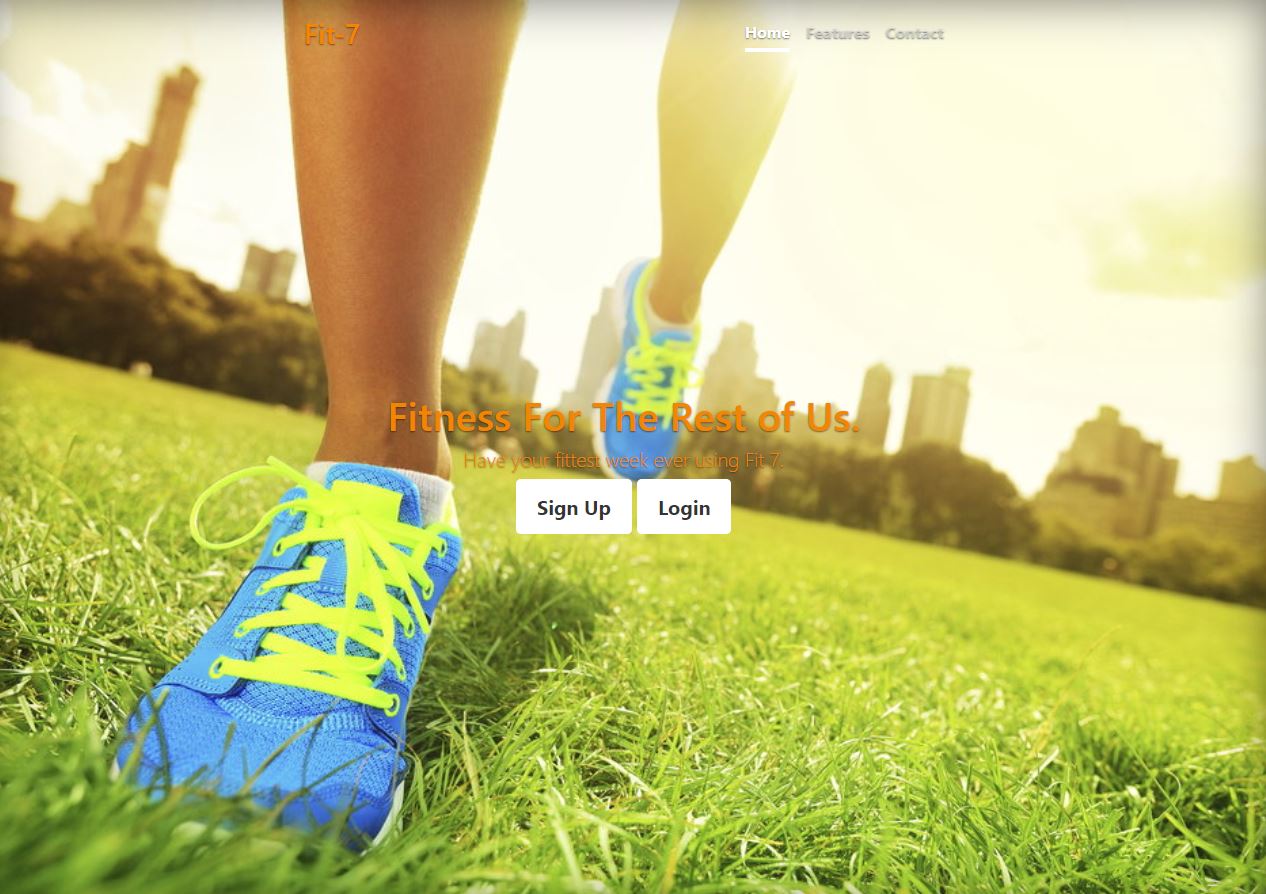 Fit-7
Home Features Contact
Fitness For The Rest of Us.
Have your fittest week ever using Fit 7.
Sign Up Login